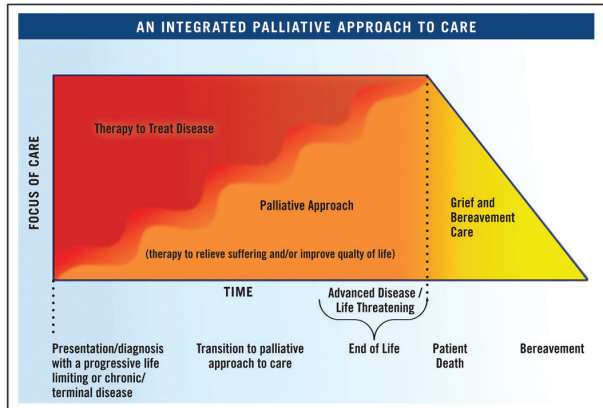 AN INTEGRATED PALLIATIVE APPROACH TO CARE
FOCUS OF CARE
Therapy to Treat Disease
Palliative Approach
(therapy to relieve suffering and/or improve qualty of life)
Grief and
Bereavement
Care
TIME
Advanced Disease /
Life Threatening
Presentation/diagnosis
with a progressive life
limiting or chronic/
terminal disease
Transition to palliative
approach to care
End of Life
Patient
Death
Bereavement